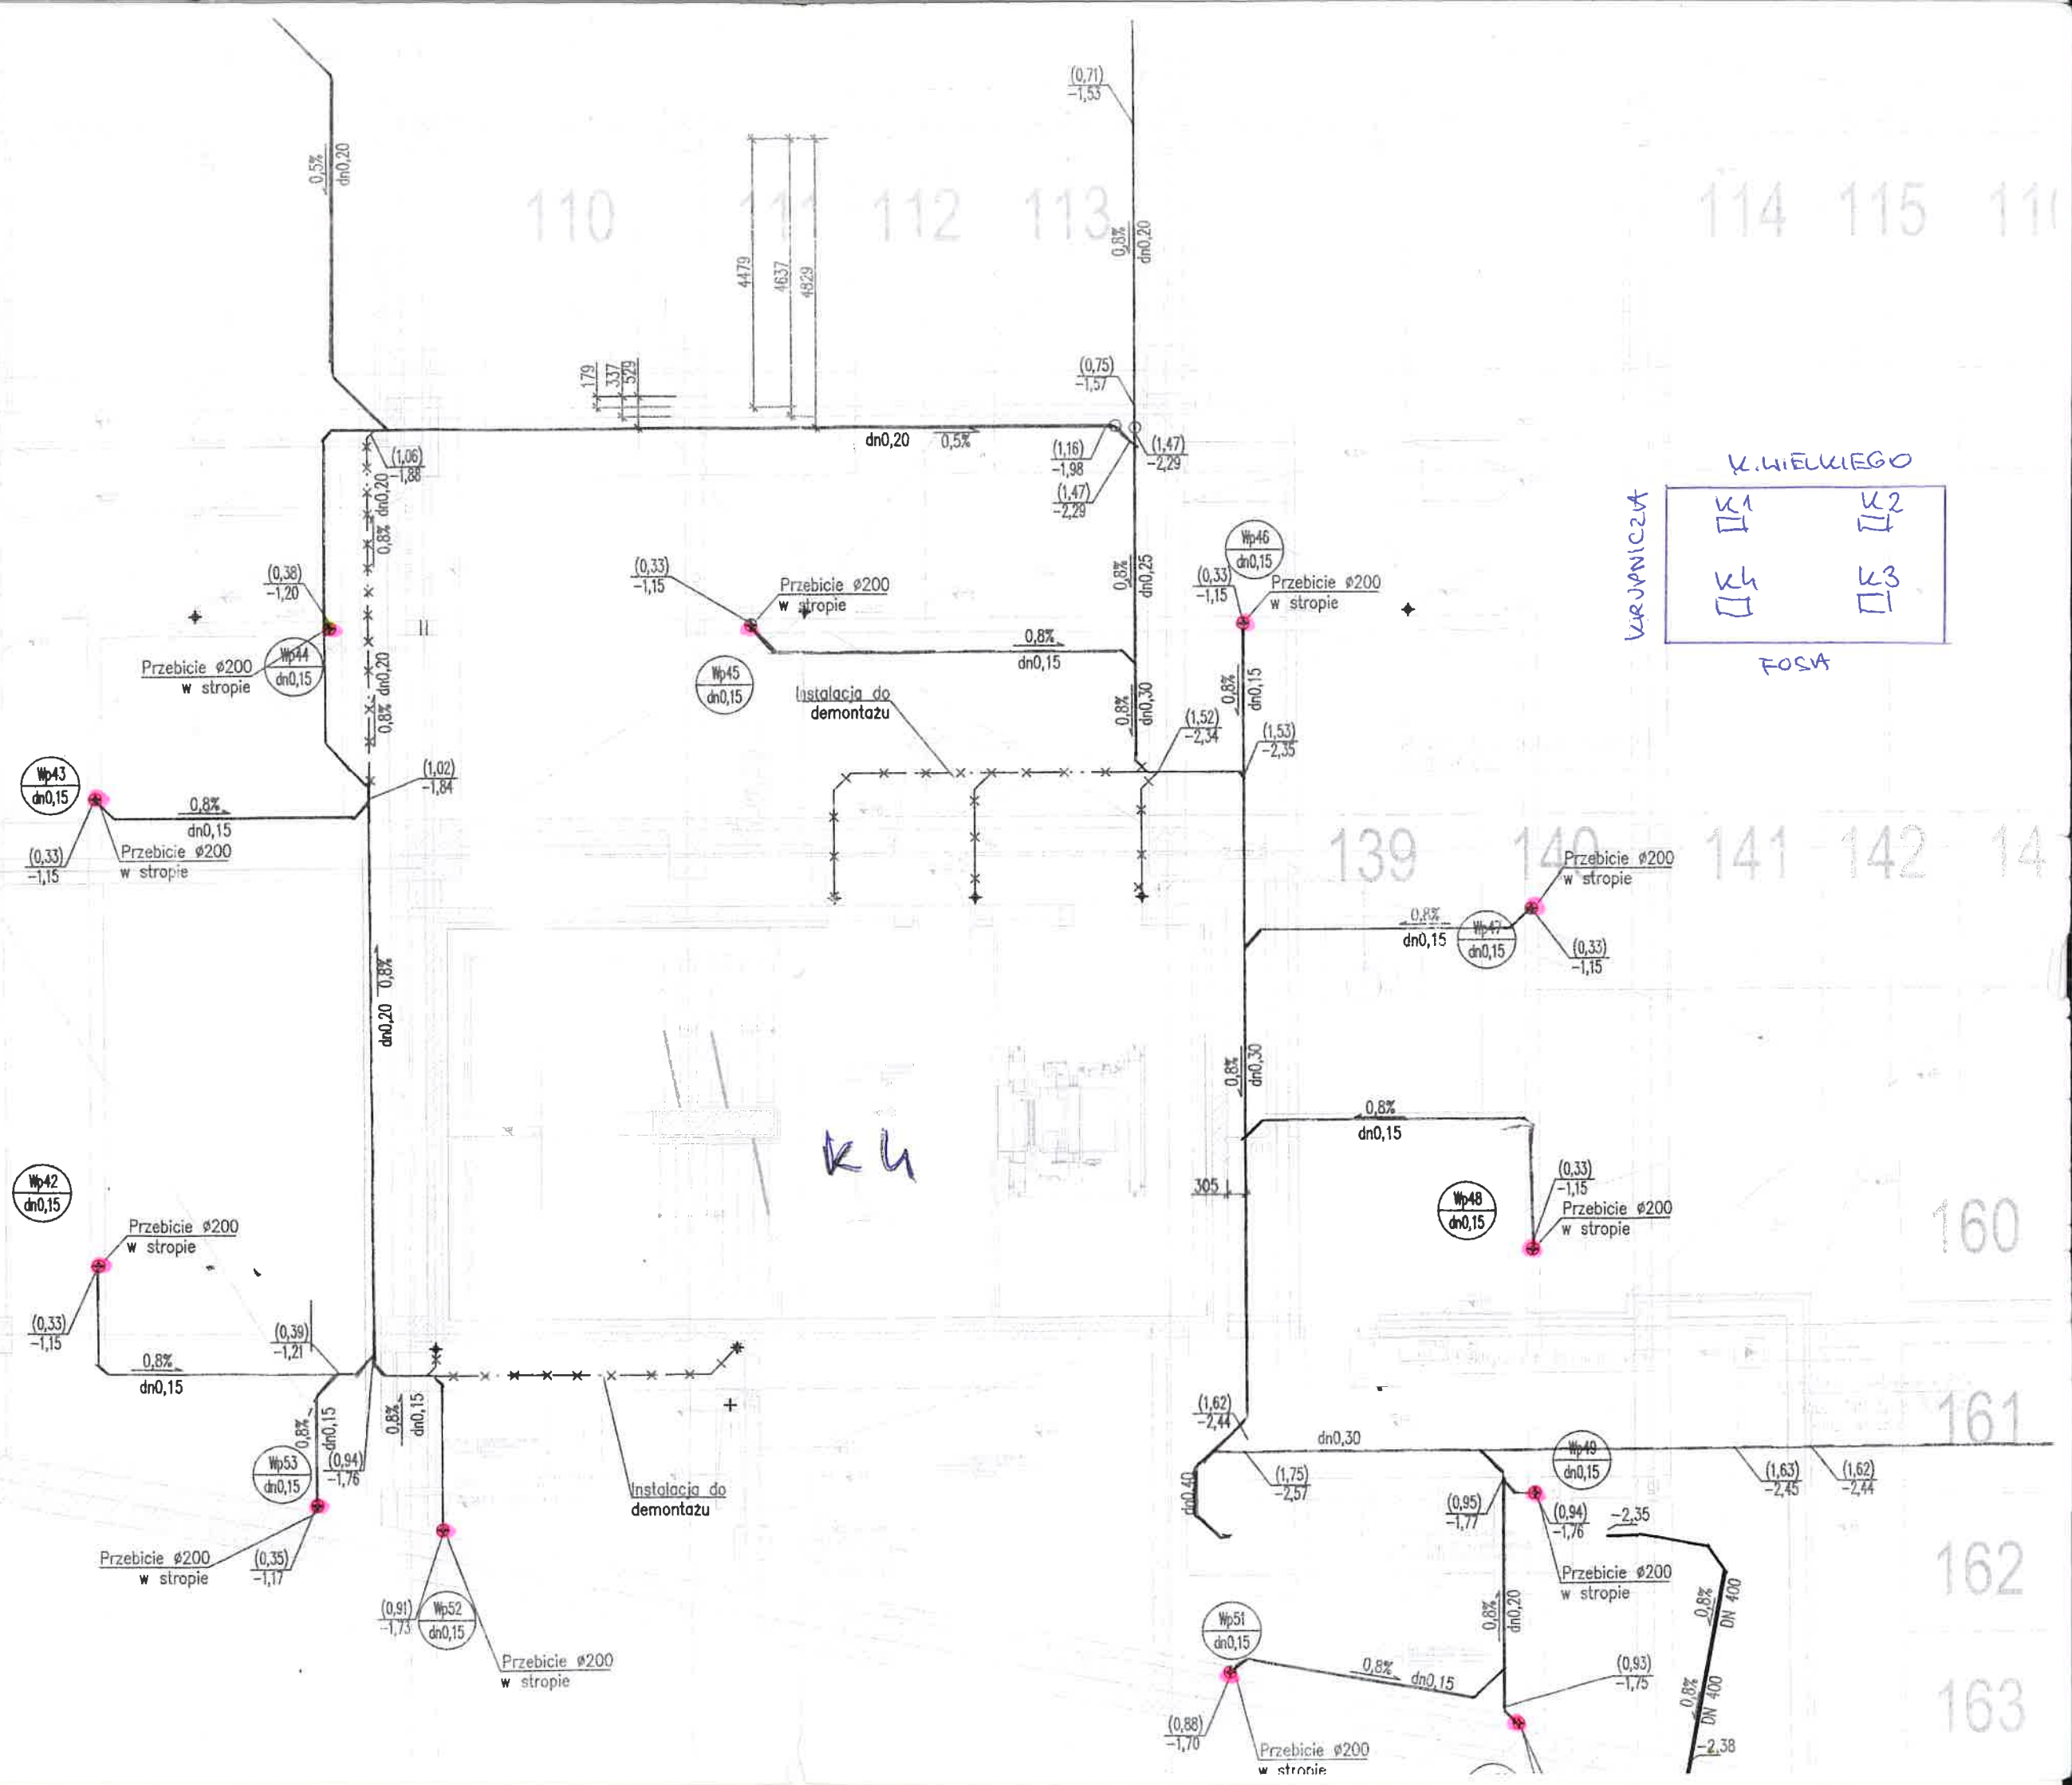 (0,71)
-1,53
0,5%
dn0,20
110
111
112
113
114
115
0,8%
dn0,20
4479
4637
4829
179
337
529
(0,75)
-1,57
dn0,20
0,5%
(1,06)
-1,88
(1,16)
-1,98
(1,47)
-2,29
(1,47)
-2,29
K.WIELKIEGO
KRUPNICZA
K1
K2
K4
K3
FOSA
0,8% dn0,20
(0,38)
-1,20
Przebicie ø200
w stropie
Wp44
dn0,15
0,8% dn0,20
(0,33)
-1,15
Przebicie ø200
w stropie
Wp45
dn0,15
0,8%
dn0,15
0,8%
dn0,25
Wp46
dn0,15
(0,33)
-1,15
Przebicie ø200
w stropie
0,8%
dn0,15
Instalacja do
demontażu
0,8%
dn0,30
(1,52)
-2,34
(1,53)
-2,35
Wp43
dn0,15
(1,02)
-1,84
0,8%
dn0,15
(0,33)
-1,15
Przebicie ø200
w stropie
139
140
141
142
14
Przebicie ø200
w stropie
0,8%
dn0,15
Wp47
dn0,15
(0,33)
-1,15
dn0,20 0,8%
K4
0,8%
dn0,30
0,8%
dn0,15
305
Wp48
dn0,15
(0,33)
-1,15
Przebicie ø200
w stropie
160
Wp42
dn0,15
Przebicie ø200
w stropie
(0,33)
-1,15
0,8%
dn0,15
(0,39)
-1,21
0,8%
dn0,15
0,8%
dn0,15
Wp53
dn0,15
(0,94)
-1,76
Instalacja do
demontażu
Przebicie ø200
w stropie
(0,35)
-1,17
(0,91)
-1,73
Wp52
dn0,15
Przebicie ø200
w stropie
(1,62)
-2,44
dn0,30
161
dn0,40
(1,75)
-2,57
Wp49
dn0,15
(1,63)
-2,45
(1,62)
-2,44
(0,95)
-1,77
(0,94)
-1,76
-2,35
Przebicie ø200
w stropie
162
0,8%
dn0,20
0,8%
DN 400
Wp51
dn0,15
0,8%
dn0,15
(0,93)
-1,75
0,8%
DN 400
163
(0,88)
-1,70
Przebicie ø200
w stropie
-2,38